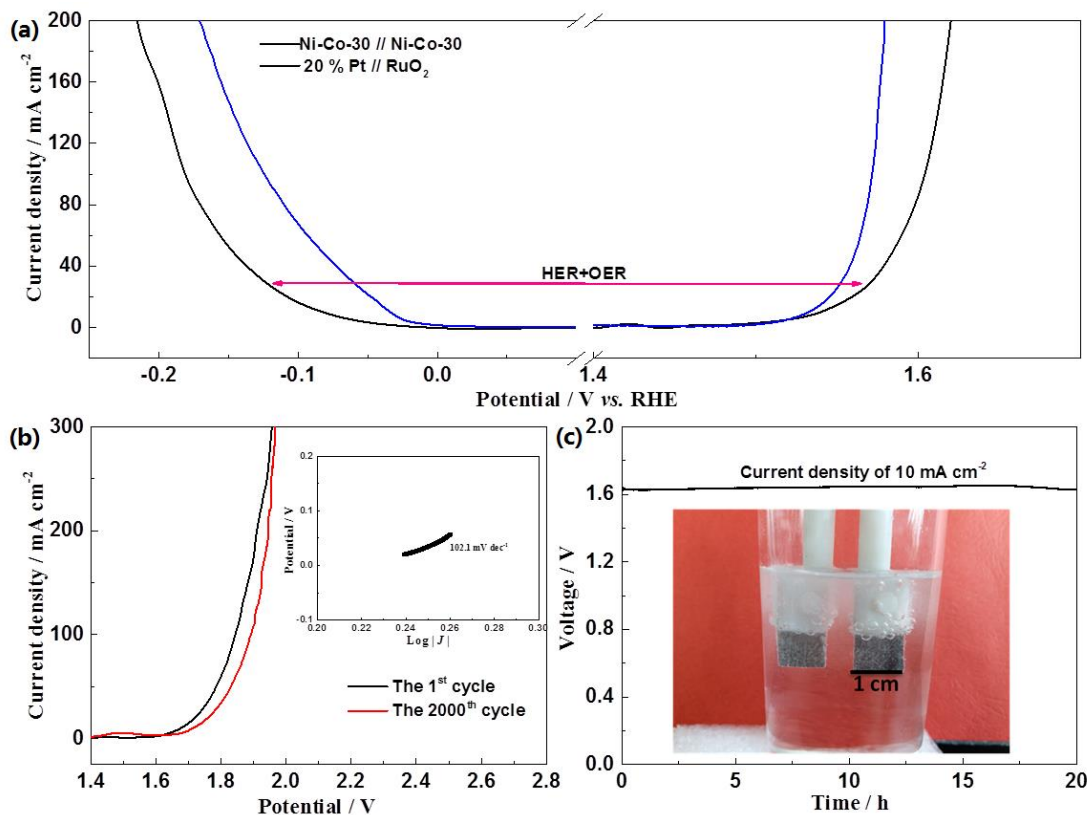 (a)
200
160
120
80
40
0
Current density / mA cm⁻²
Ni-Co-30 // Ni-Co-30
20 % Pt // RuO₂
HER+OER
-0.2 -0.1 0.0 1.4 1.6
Potential / V vs. RHE
(b)
300
200
100
0
Current density / mA cm⁻²
0.2
0.1
0.0
-0.1
Potential / V
102.1 mV dec⁻¹
0.20 0.22 0.24 0.26 0.28 0.30
Log | J |
The 1ˢᵗ cycle
The 2000ᵗʰ cycle
1.4 1.6 1.8 2.0 2.2 2.4 2.6 2.8
Potential / V
(c)
2.0
1.6
1.2
0.8
0.4
0.0
Voltage / V
Current density of 10 mA cm⁻²
1 cm
0 5 10 15 20
Time / h